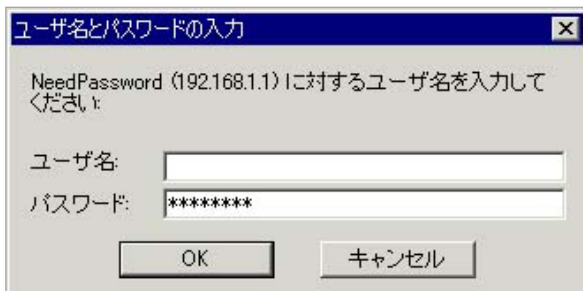 ユーザ名とパスワードの入力
NeedPassword (192.168.1.1) に対するユーザ名を入力して
ください:
ユーザ名:
パスワード: ********
OK キャンセル